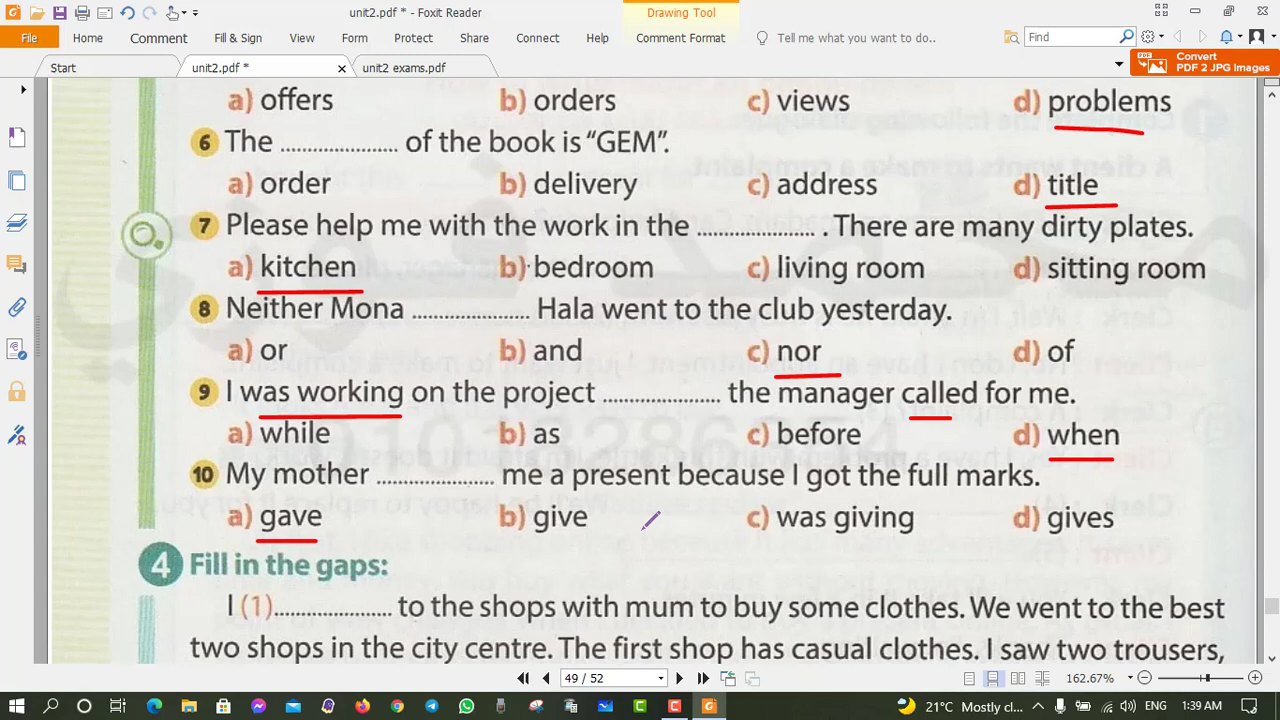 unit2.pdf * - Foxit Reader
Drawing Tool
File Home Comment Fill & Sign View Form Protect Share Connect Help Comment Format Tell me what you want to do.. Find
Start unit2.pdf * unit2 exams.pdf
Convert
PDF 2 JPG Images
a) offers b) orders c) views d) problems
6 The .................... of the book is “GEM”.
a) order b) delivery c) address d) title
7 Please help me with the work in the .................... . There are many dirty plates.
a) kitchen b) bedroom c) living room d) sitting room
8 Neither Mona .................... Hala went to the club yesterday.
a) or b) and c) nor d) of
9 I was working on the project .................... the manager called for me.
a) while b) as c) before d) when
10 My mother .................... me a present because I got the full marks.
a) gave b) give c) was giving d) gives
4 Fill in the gaps:
I (1).................... to the shops with mum to buy some clothes. We went to the best
two shops in the city centre. The first shop has casual clothes. I saw two trousers,
49 / 52 162.67%
21°C Mostly cl... ENG 1:39 AM